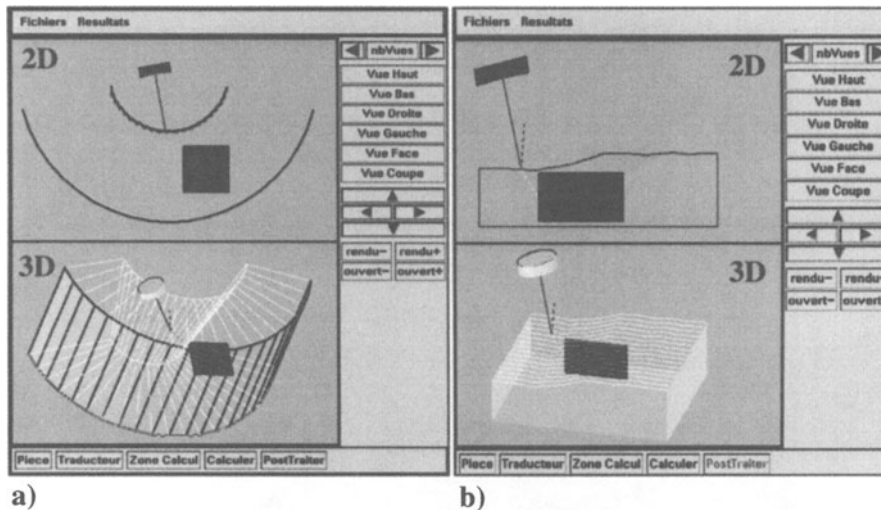 Fichiers Resultats
2D
nbVues
Vue Haut
Vue Bas
Vue Droite
Vue Gauche
Vue Face
Vue Coupe
rendu- rendu+
ouvert- ouvert+
3D
Piece Traducteur Zone Calcul Calculer PostTraiter
a)
Fichiers Resultats
2D
nbVues
Vue Haut
Vue Bas
Vue Droite
Vue Gauche
Vue Face
Vue Coupe
rendu- rendu
ouvert- ouvert
3D
Piece Traducteur Zone Calcul Calculer PostTraiter
b)